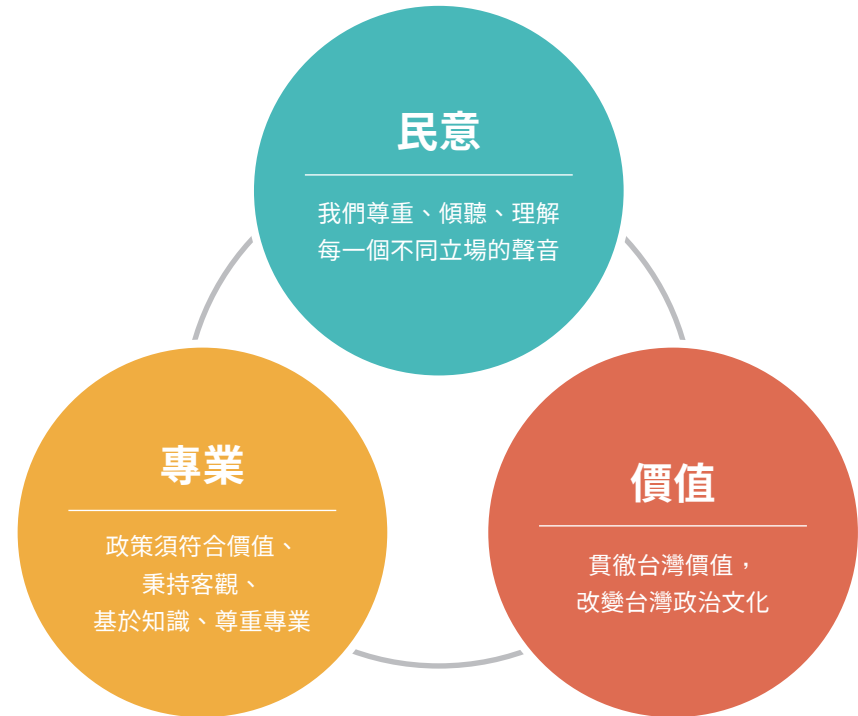 民意
我們尊重、傾聽、理解
每一個不同立場的聲音
專業
政策須符合價值、
秉持客觀、
基於知識、尊重專業
價值
貫徹台灣價值，
改變台灣政治文化